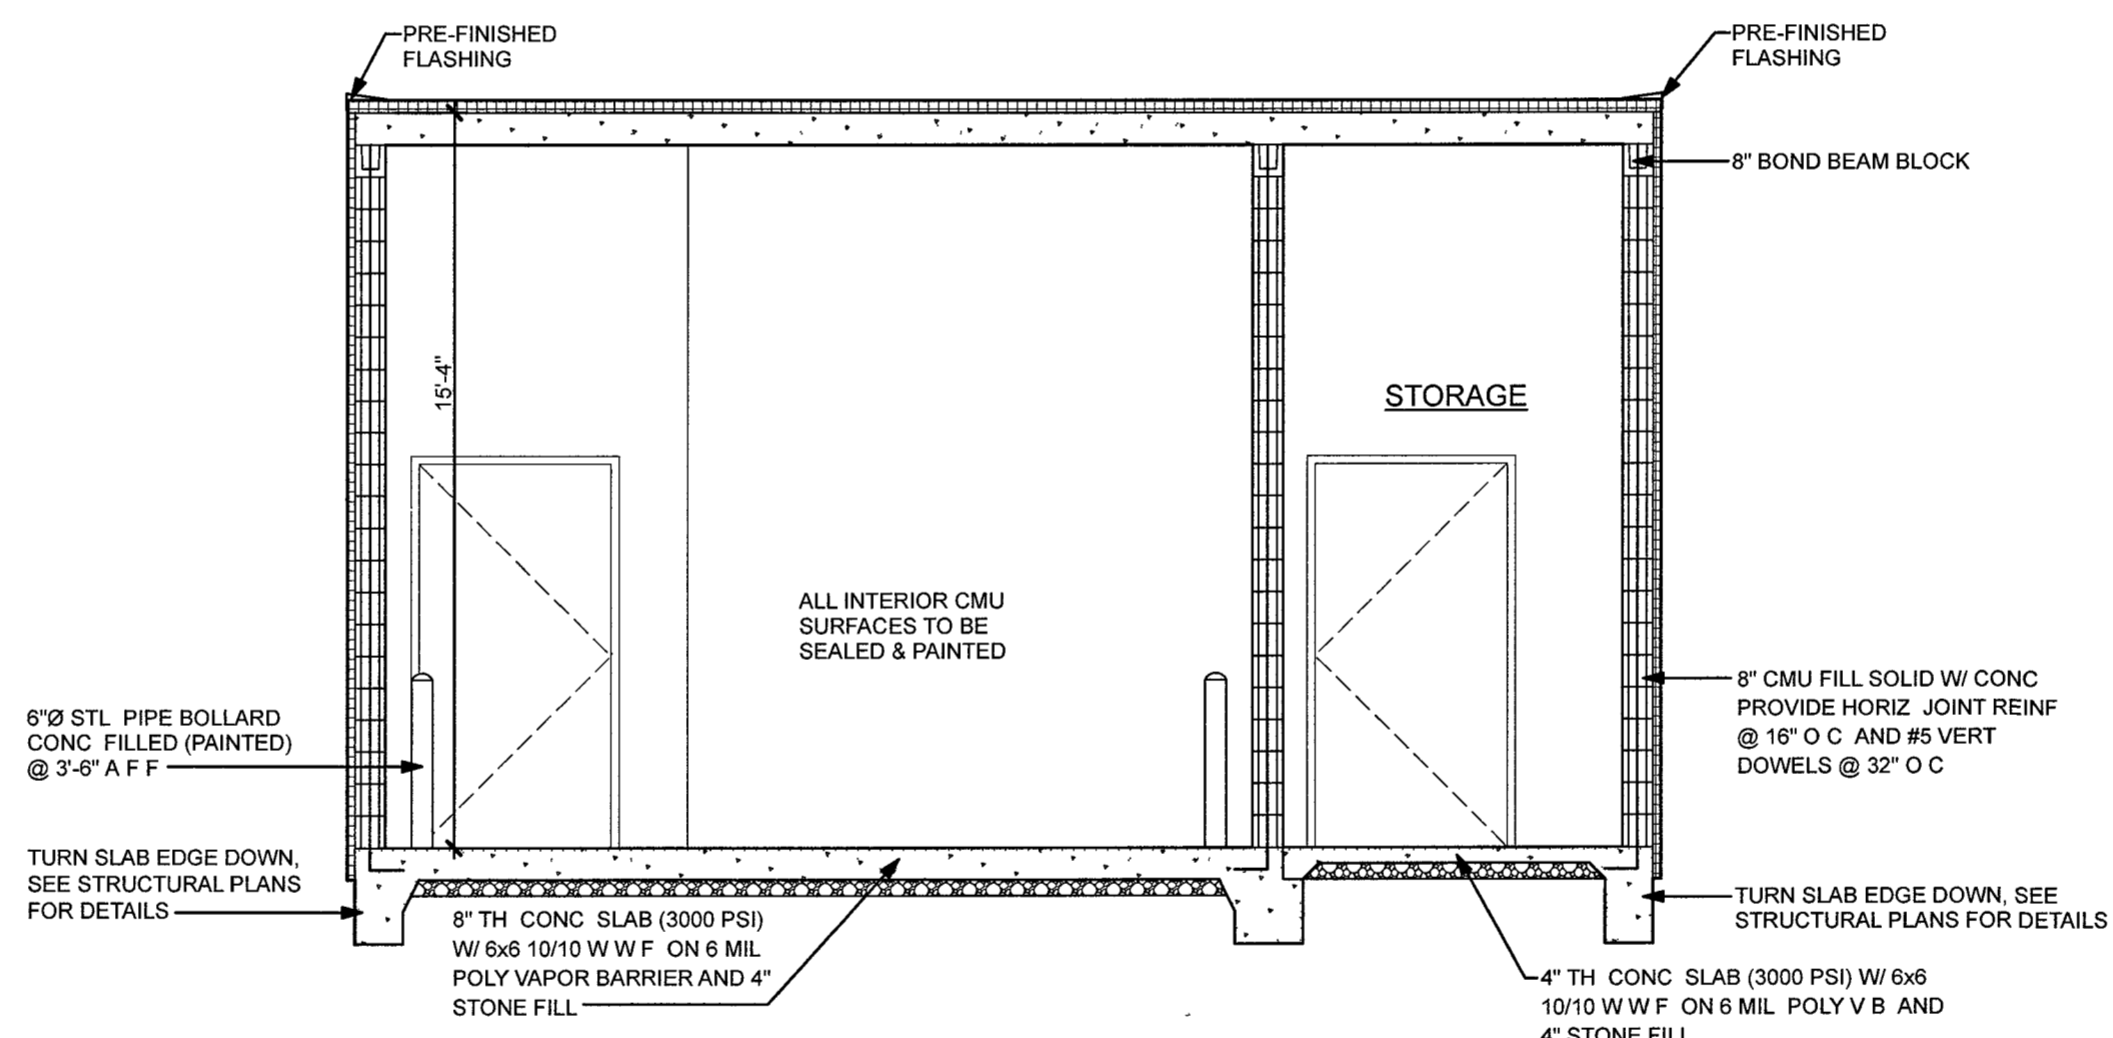 PRE-FINISHED
FLASHING
PRE-FINISHED
FLASHING
8" BOND BEAM BLOCK
15'-4"
STORAGE
ALL INTERIOR CMU
SURFACES TO BE
SEALED & PAINTED
6"Ø STL PIPE BOLLARD
CONC FILLED (PAINTED)
@ 3'-6" A F F
8" CMU FILL SOLID W/ CONC
PROVIDE HORIZ JOINT REINF
@ 16" O C AND #5 VERT
DOWELS @ 32" O C
TURN SLAB EDGE DOWN,
SEE STRUCTURAL PLANS
FOR DETAILS
8" TH CONC SLAB (3000 PSI)
W/ 6x6 10/10 W W F ON 6 MIL
POLY VAPOR BARRIER AND 4"
STONE FILL
TURN SLAB EDGE DOWN, SEE
STRUCTURAL PLANS FOR DETAILS
4" TH CONC SLAB (3000 PSI) W/ 6x6
10/10 W W F ON 6 MIL POLY V B AND
4" STONE FILL